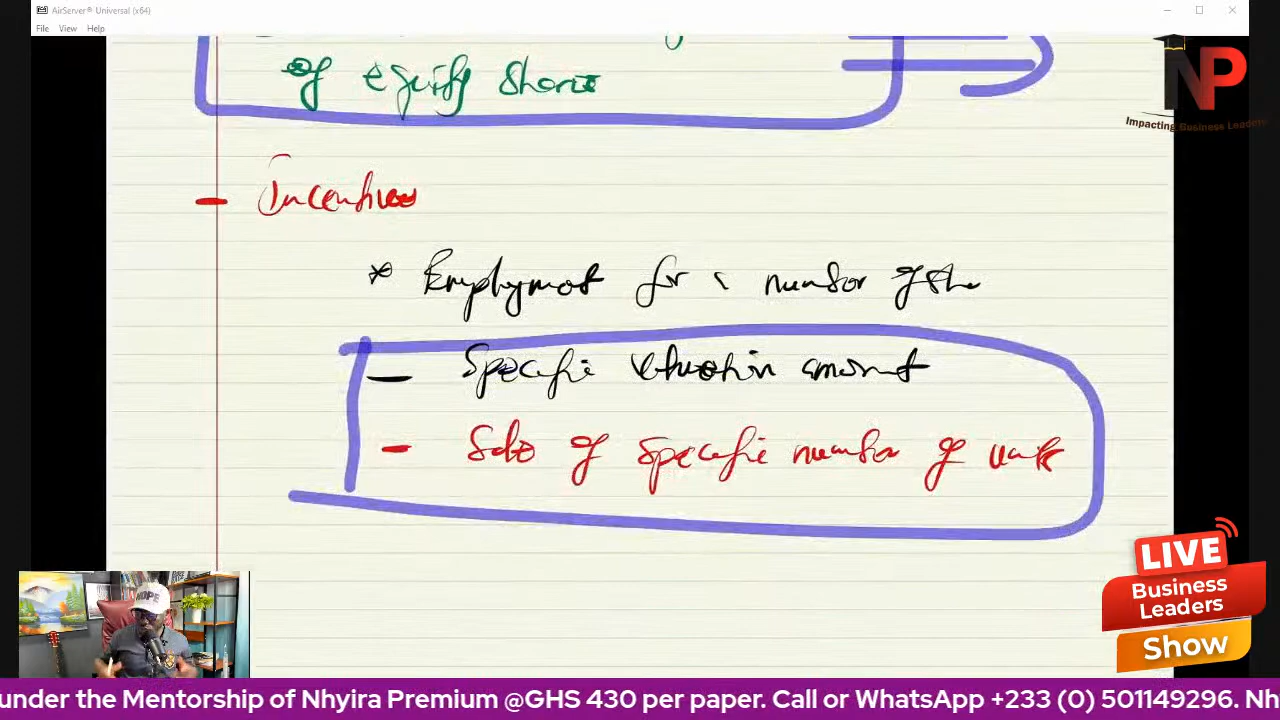 AirServer® Universal (x64)
File View Help
of equity shares
NP
Impacting Business Leaders
- Incentives
* Employment for a number of the
- Specific valuation amount
- Sale of specific number of units
HOPE
LIVE
Business
Leaders
Show
under the Mentorship of Nhyira Premium @GHS 430 per paper. Call or WhatsApp +233 (0) 501149296. Nh